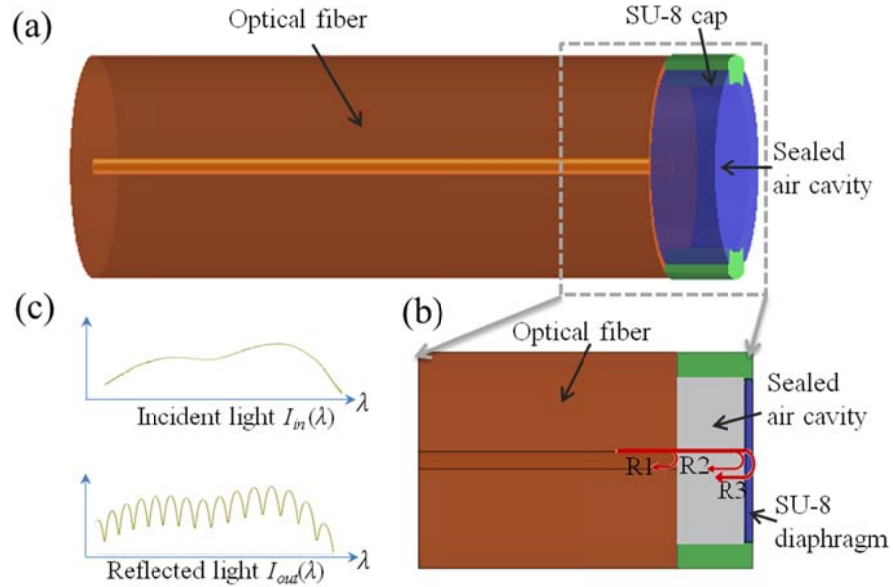 (a)
Optical fiber
SU-8 cap
Sealed
air cavity
(c)
λ
Incident light I_in(λ)
λ
Reflected light I_out(λ)
(b)
Optical fiber
Sealed
air cavity
R1
R2
R3
SU-8
diaphragm